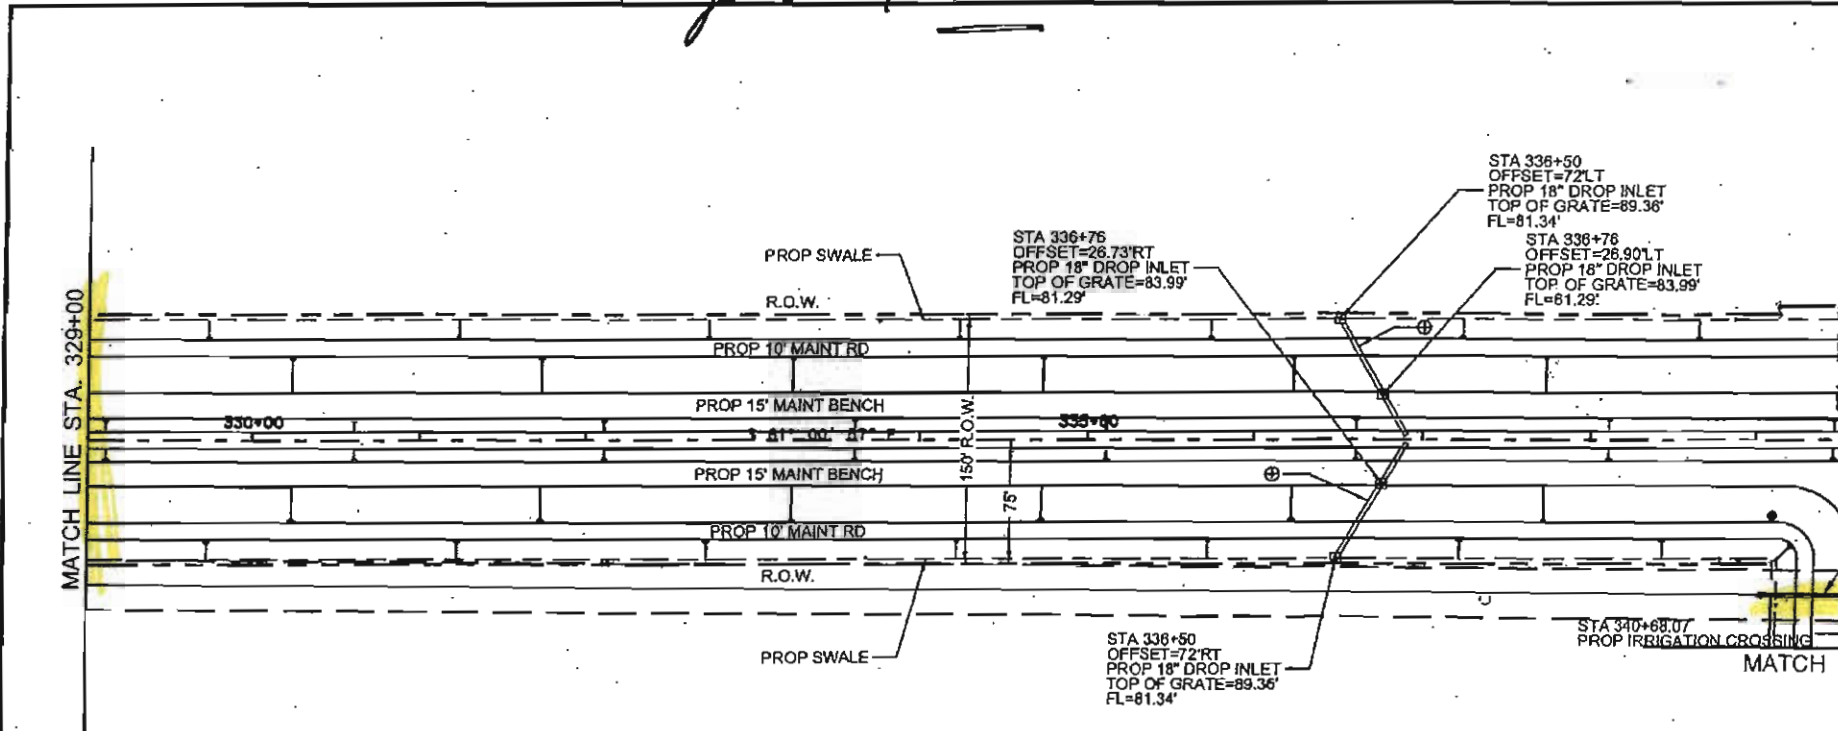 STA 336+50
OFFSET=72'LT
PROP 18" DROP INLET
TOP OF GRATE=89.36'
FL=81.34'
STA 336+76
OFFSET=26.73'RT
PROP 18" DROP INLET
TOP OF GRATE=83.99'
FL=81.29'
STA 336+76
OFFSET=26.90'LT
PROP 18" DROP INLET
TOP OF GRATE=83.99'
FL=81.29'
PROP SWALE
R.O.W.
MATCH LINE STA. 329+00
PROP 10' MAINT RD
PROP 15' MAINT BENCH
330+00
335+00
150' R.O.W.
75'
PROP 15' MAINT BENCH
PROP 10' MAINT RD
R.O.W.
PROP SWALE
STA 336+50
OFFSET=72'RT
PROP 18" DROP INLET
TOP OF GRATE=89.36'
FL=81.34'
STA 340+68.07
PROP IRRIGATION CROSSING
MATCH